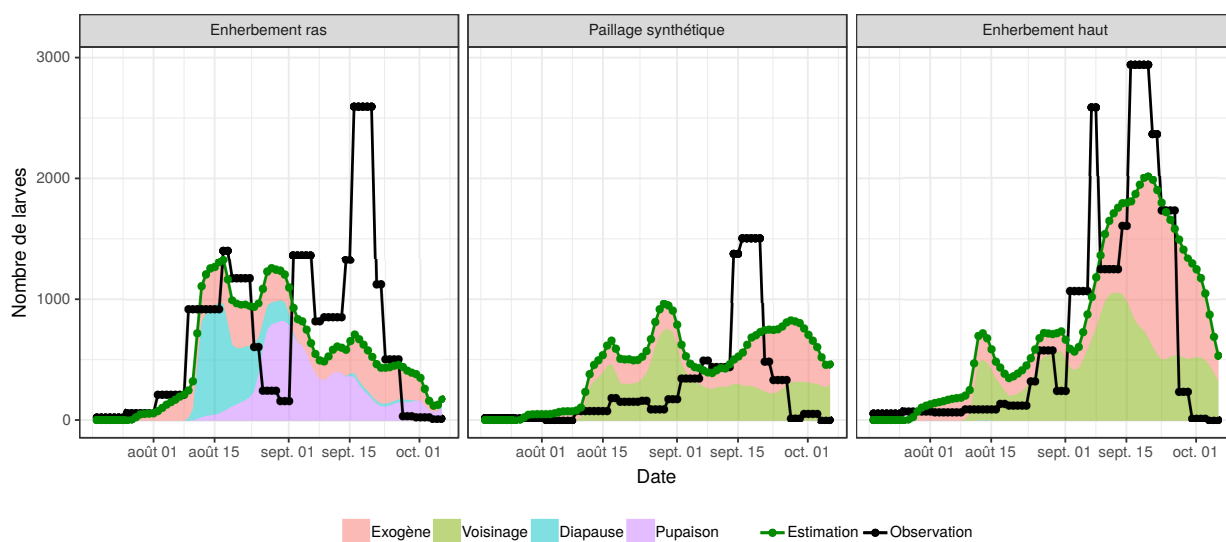 Enherbement ras Paillage synthétique Enherbement haut
Nombre de larves
3000
2000
1000
0
août 01 août 15 sept. 01 sept. 15 oct. 01 août 01 août 15 sept. 01 sept. 15 oct. 01 août 01 août 15 sept. 01 sept. 15 oct. 01
Date
Exogène Voisinage Diapause Pupaison Estimation Observation